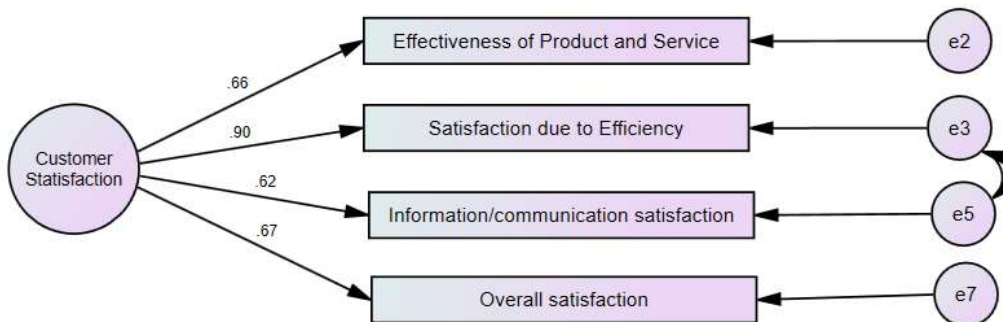 Effectiveness of Product and Service
e2
.66
Satisfaction due to Efficiency
e3
.90
Customer
Statisfaction
.62
Information/communication satisfaction
e5
.67
Overall satisfaction
e7